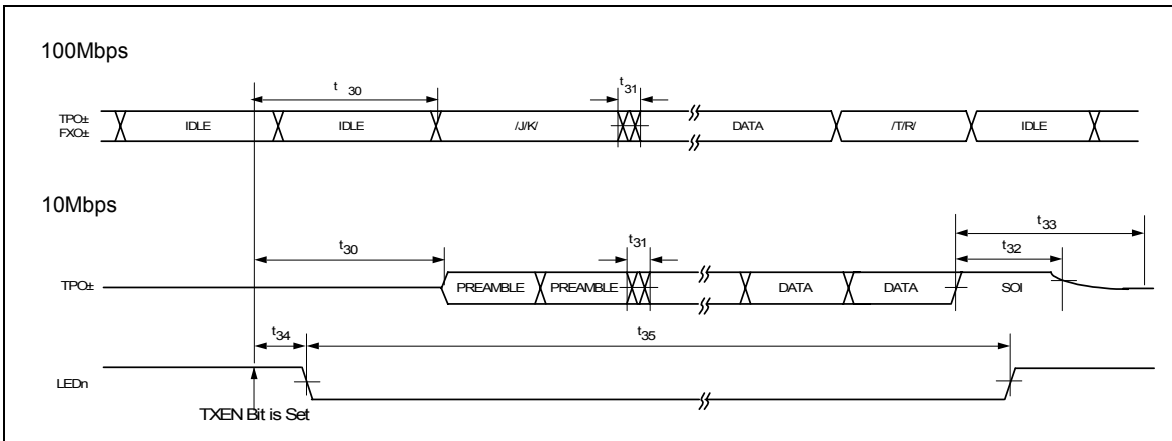 100Mbps
t 30
t31
TPO±
FXO±
IDLE
IDLE
/J/K/
DATA
/T/R/
IDLE
10Mbps
t33
t30
t31
t32
TPO±
PREAMBLE
PREAMBLE
DATA
DATA
SOI
t34
t35
LEDn
TXEN Bit is Set